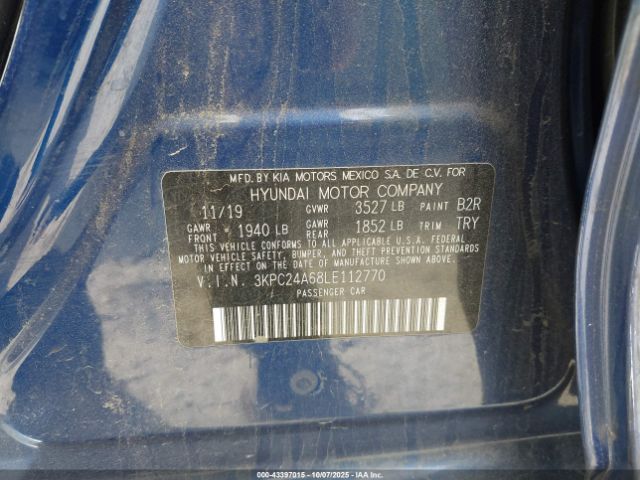 MFD. BY KIA MOTORS MEXICO S.A. DE C.V. FOR
HYUNDAI MOTOR COMPANY
11/19 GVWR 3527 LB PAINT B2R
GAWR FRONT 1940 LB GAWR REAR 1852 LB TRIM TRY
THIS VEHICLE CONFORMS TO ALL APPLICABLE U.S. FEDERAL
MOTOR VEHICLE SAFETY, BUMPER, AND THEFT PREVENTION
STANDARDS IN EFFECT ON THE DATE OF MANUFACTURE SHOWN ABOVE.
V.I.N. 3KPC24A68LE112770
PASSENGER CAR
000-43397015 - 10/07/2025 - IAAI.COM